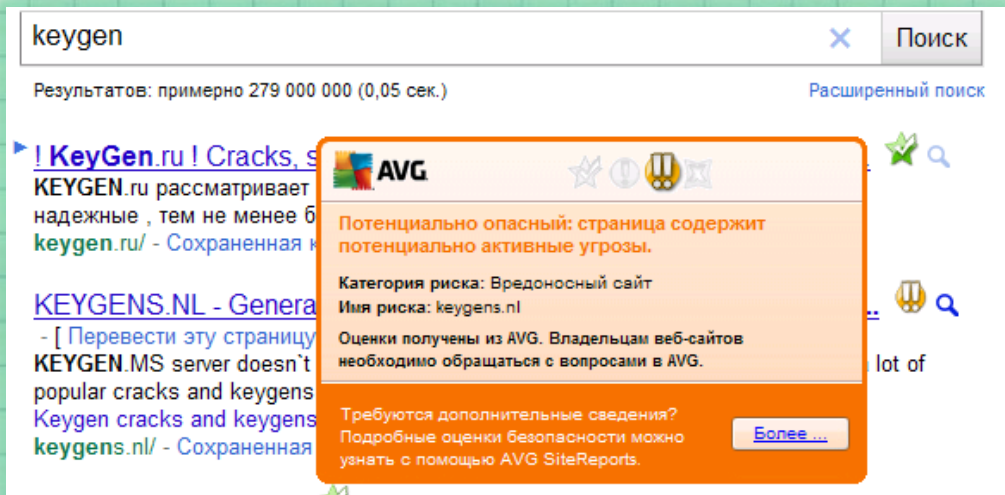 keygen
Поиск
Результатов: примерно 279 000 000 (0,05 сек.)
Расширенный поиск
! KeyGen.ru ! Cracks, s
KEYGEN.ru рассматривает
надежные , тем не менее б
keygen.ru/ - Сохраненная к
AVG
Потенциально опасный: страница содержит
потенциально активные угрозы.
Категория риска: Вредоносный сайт
Имя риска: keygens.nl
Оценки получены из AVG. Владельцам веб-сайтов
необходимо обращаться с вопросами в AVG.
Требуются дополнительные сведения?
Подробные оценки безопасности можно
узнать с помощью AVG SiteReports.
Более ...
KEYGENS.NL - Genera
...
- [ Перевести эту страницу
KEYGEN.MS server doesn`t
lot of
popular cracks and keygens
Keygen cracks and keygens
keygens.nl/ - Сохраненная